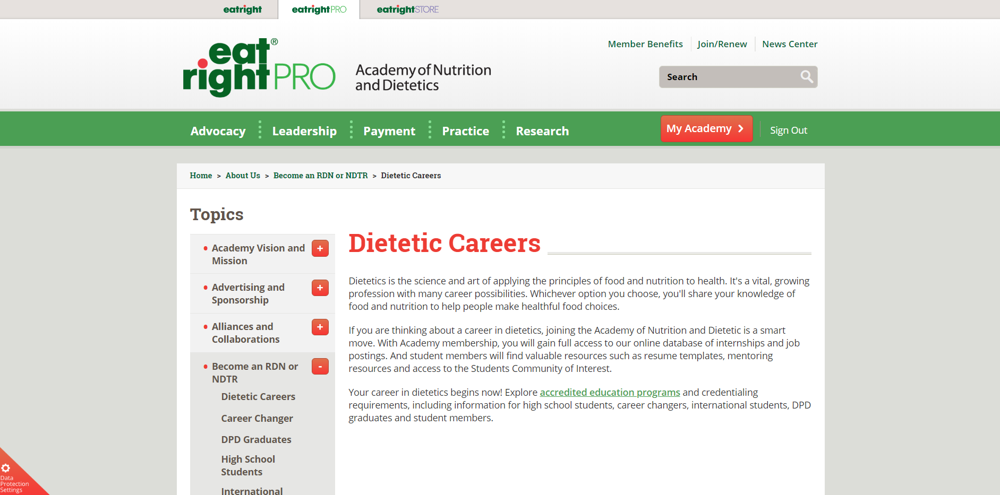 eatright
eatrightPRO
eatrightSTORE
eat®
rightPRO
Academy of Nutrition
and Dietetics
Member Benefits
Join/Renew
News Center
Search
Advocacy
Leadership
Payment
Practice
Research
My Academy
Sign Out
Home > About Us > Become an RDN or NDTR > Dietetic Careers
Topics
Academy Vision and
Mission
+
Advertising and
Sponsorship
+
Alliances and
Collaborations
+
Become an RDN or
NDTR
-
Dietetic Careers
Career Changer
DPD Graduates
High School
Students
International
Dietetic Careers
Dietetics is the science and art of applying the principles of food and nutrition to health. It's a vital, growing
profession with many career possibilities. Whichever option you choose, you'll share your knowledge of
food and nutrition to help people make healthful food choices.
If you are thinking about a career in dietetics, joining the Academy of Nutrition and Dietetic is a smart
move. With Academy membership, you will gain full access to our online database of internships and job
postings. And student members will find valuable resources such as resume templates, mentoring
resources and access to the Students Community of Interest.
Your career in dietetics begins now! Explore accredited education programs and credentialing
requirements, including information for high school students, career changers, international students, DPD
graduates and student members.
Data
Protection
Settings